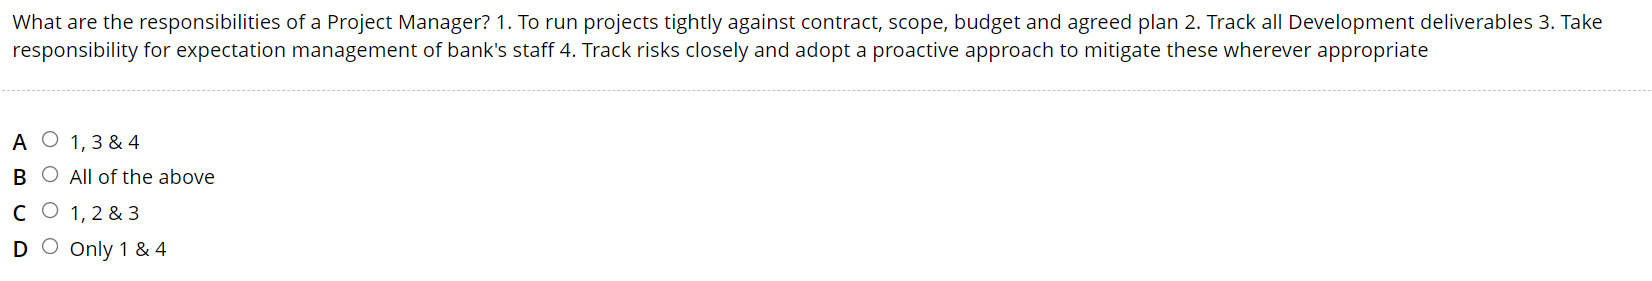 What are the responsibilities of a Project Manager? 1. To run projects tightly against contract, scope, budget and agreed plan 2. Track all Development deliverables 3. Take
responsibility for expectation management of bank's staff 4. Track risks closely and adopt a proactive approach to mitigate these wherever appropriate
A 1, 3 & 4
B All of the above
C 1, 2 & 3
D Only 1 & 4